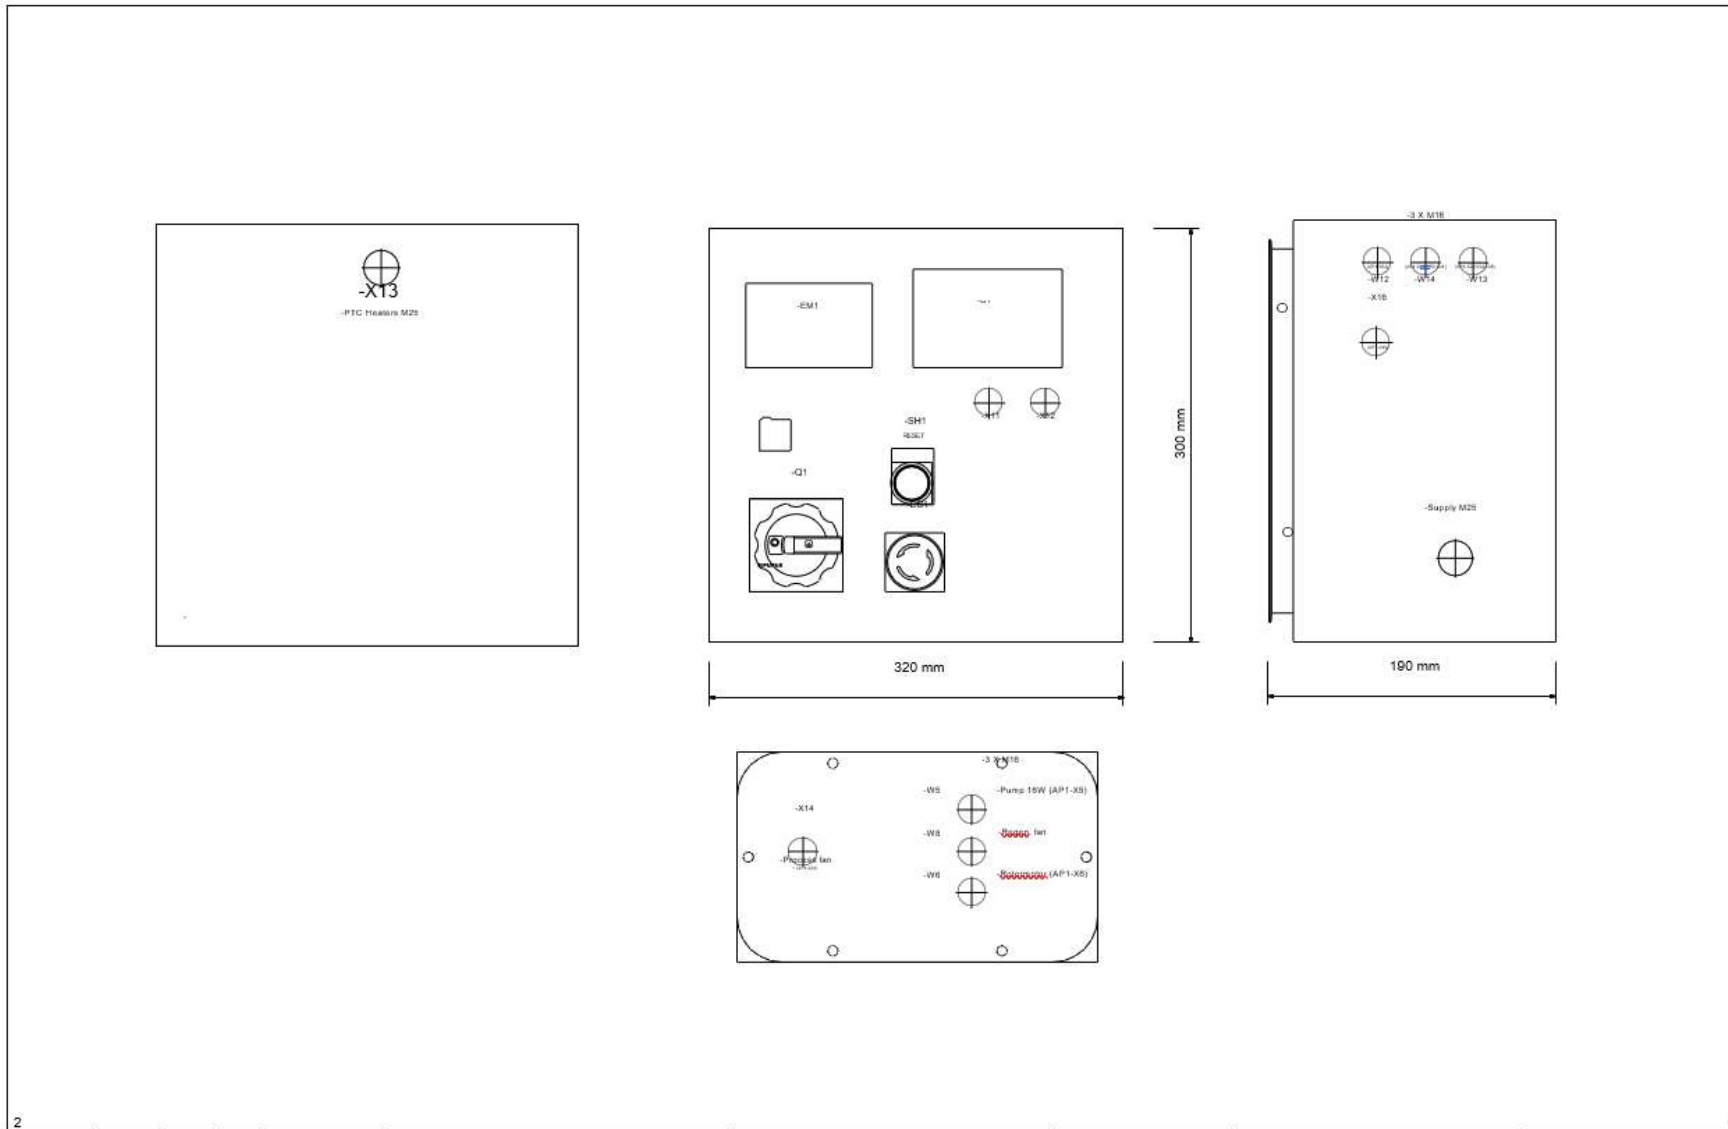 -X13
-PTC Heaters M25
-EM1
-SH1
RESET
-Q1
-X11
300 mm
320 mm
-3 X M16
-W12
-W14
-W13
-X16
-Supply M25
190 mm
-3 X M16
-W5
-Pump 16W (AP1-X5)
-X14
-W8
fan
-Process fan
-W6
-Rotormotor (AP1-X6)
2